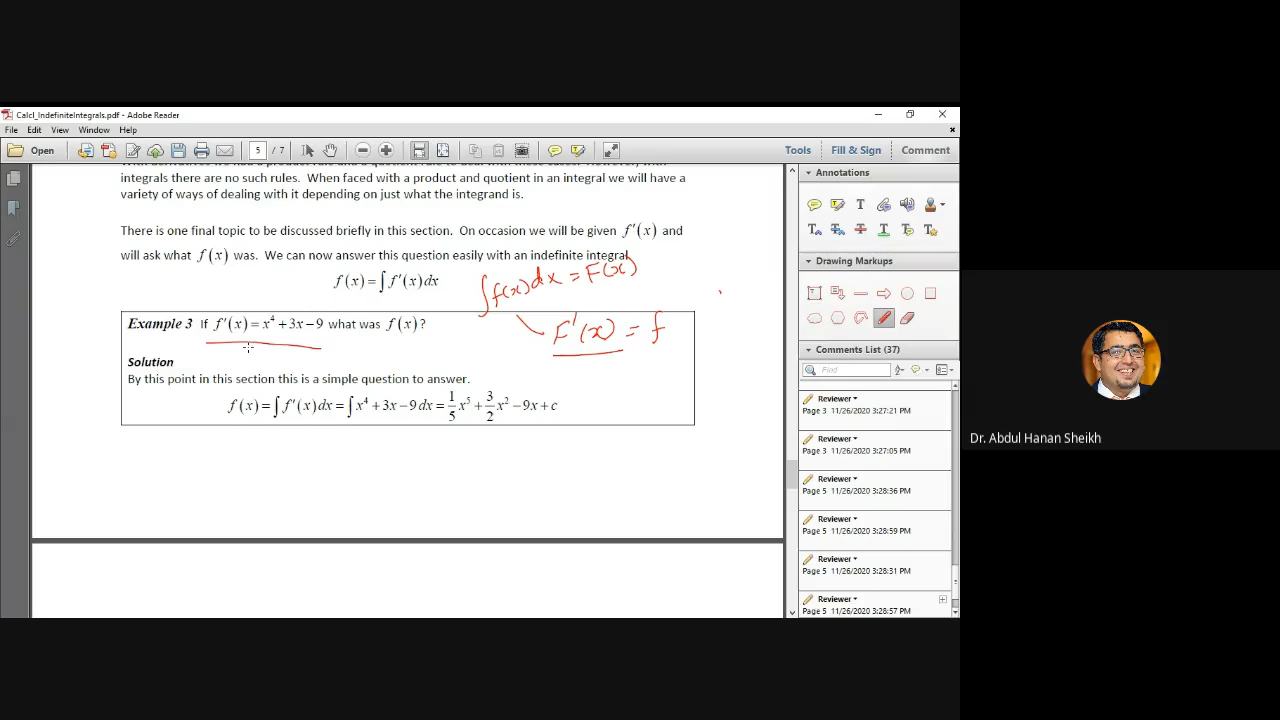 CalcI_IndefiniteIntegrals.pdf - Adobe Reader
File Edit View Window Help
Open 5 / 7 Tools Fill & Sign Comment
integrals there are no such rules. When faced with a product and quotient in an integral we will have a
variety of ways of dealing with it depending on just what the integrand is.
There is one final topic to be discussed briefly in this section. On occasion we will be given f′(x) and
will ask what f(x) was. We can now answer this question easily with an indefinite integral.
f(x) = ∫ f′(x) dx
∫f(x)dx = F(x)
Example 3 If f′(x) = x⁴ + 3x − 9 what was f(x)?
F′(x) = f
Solution
By this point in this section this is a simple question to answer.
f(x) = ∫ f′(x) dx = ∫ x⁴ + 3x − 9 dx = 1/5 x⁵ + 3/2 x² − 9x + c
Annotations
Drawing Markups
Comments List (37)
Find
Reviewer
Page 3 11/26/2020 3:27:21 PM
Reviewer
Page 3 11/26/2020 3:27:05 PM
Reviewer
Page 5 11/26/2020 3:28:36 PM
Reviewer
Page 5 11/26/2020 3:28:59 PM
Reviewer
Page 5 11/26/2020 3:28:31 PM
Reviewer
Page 5 11/26/2020 3:28:57 PM
Dr. Abdul Hanan Sheikh